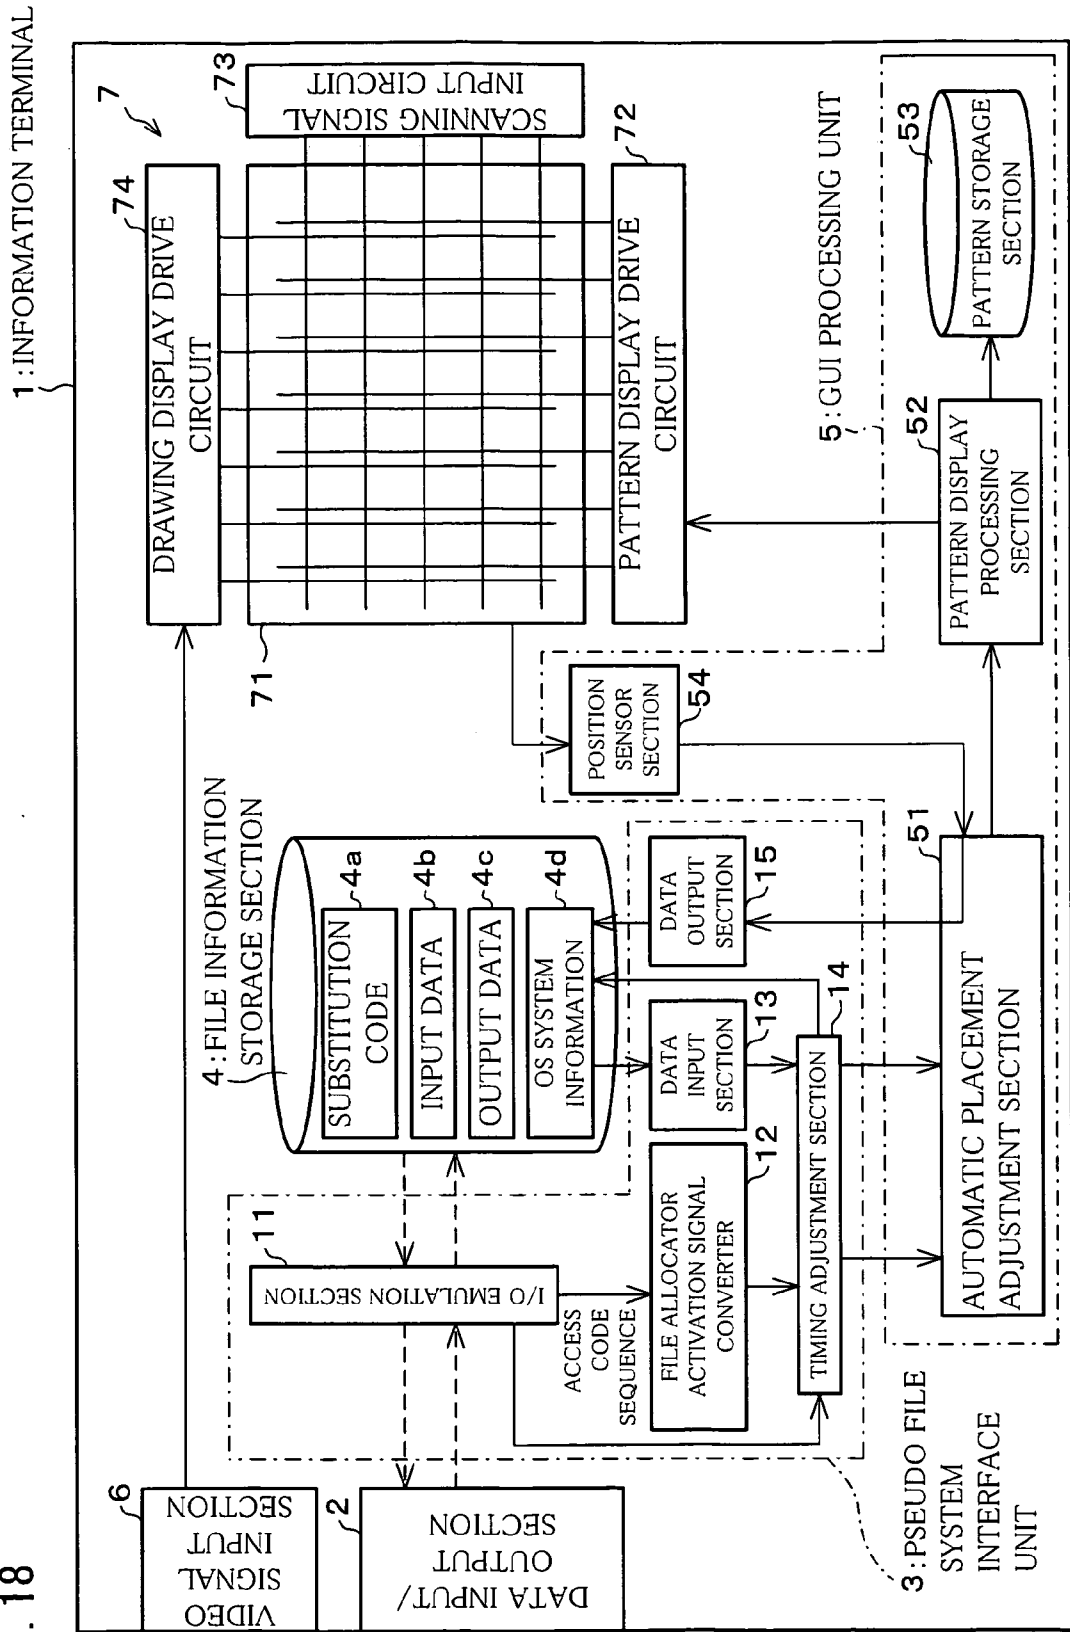 . 18
1:INFORMATION TERMINAL
6
VIDEO
SIGNAL
INPUT
SECTION
2
DATA INPUT/
OUTPUT
SECTION
3:PSEUDO FILE
SYSTEM
INTERFACE
UNIT
11
I/O EMULATION SECTION
ACCESS
CODE
SEQUENCE
4:FILE INFORMATION
STORAGE SECTION
SUBSTITUTION
CODE
4a
INPUT DATA
4b
OUTPUT DATA
4c
OS SYSTEM
INFORMATION
4d
FILE ALLOCATOR
ACTIVATION SIGNAL
CONVERTER
12
DATA
INPUT
SECTION
13
DATA
OUTPUT
SECTION
15
TIMING ADJUSTMENT SECTION
14
AUTOMATIC PLACEMENT
ADJUSTMENT SECTION
51
7
DRAWING DISPLAY DRIVE
CIRCUIT
74
71
SCANNING SIGNAL
INPUT CIRCUIT
73
PATTERN DISPLAY DRIVE
CIRCUIT
72
POSITION
SENSOR
SECTION
54
5:GUI PROCESSING UNIT
PATTERN DISPLAY
PROCESSING
SECTION
52
PATTERN STORAGE
SECTION
53